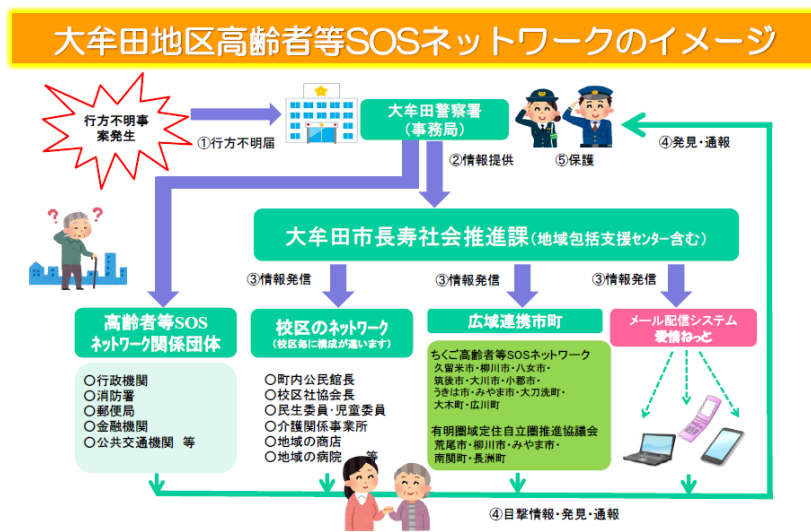 大牟田地区高齢者等SOSネットワークのイメージ
行方不明事
案発生
①行方不明届
大牟田警察署
(事務局)
②情報提供
⑤保護
④発見・通報
大牟田市長寿社会推進課(地域包括支援センター含む)
③情報発信
③情報発信
③情報発信
高齢者等SOS
ネットワーク関係団体
○行政機関
○消防署
○郵便局
○金融機関
○公共交通機関 等
校区のネットワーク
(校区毎に構成が違います)
○町内公民館長
○校区社協会長
○民生委員・児童委員
○介護関係事業所
○地域の商店
○地域の病院 等
広域連携市町
ちくご高齢者等SOSネットワーク
久留米市・柳川市・八女市・
筑後市・大川市・小郡市・
うきは市・みやま市・大刀洗町・
大木町・広川町
有明圏域定住自立圏推進協議会
荒尾市・柳川市・みやま市・
南関町・長洲町
メール配信システム
愛情ねっと
④目撃情報・発見・通報